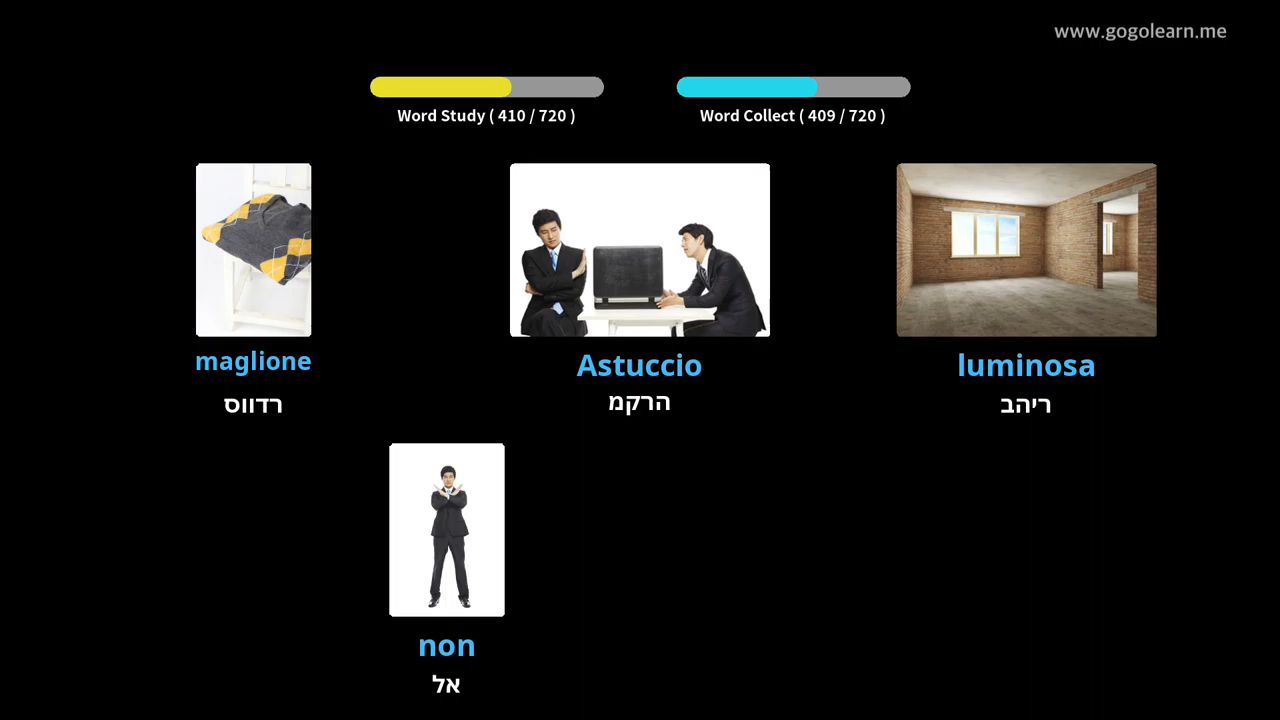 www.gogolearn.me
Word Study ( 410 / 720 )
Word Collect ( 409 / 720 )
maglione
רדווס
Astuccio
הרקמ
luminosa
ריהב
non
אל